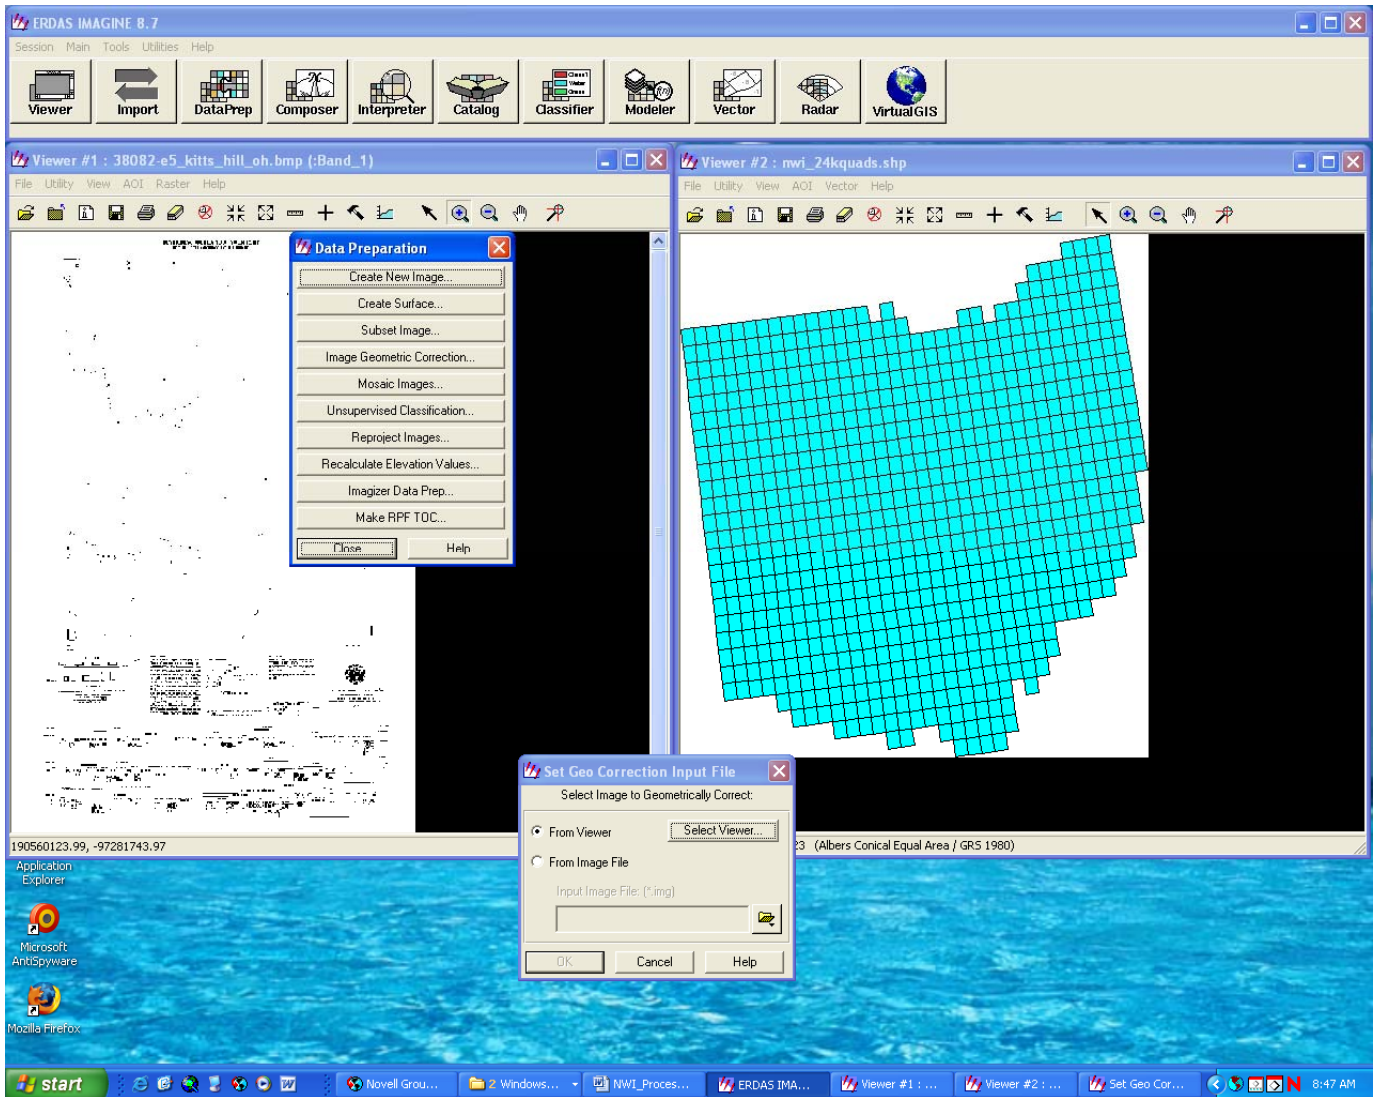 ERDAS IMAGINE 8.7
Session Main Tools Utilities Help
Viewer Import DataPrep Composer Interpreter Catalog Classifier Modeler Vector Radar VirtualGIS
Viewer #1 : 38082-e5_kitts_hill_oh.bmp (:Band_1)
File Utility View AOI Raster Help
Viewer #2 : nwi_24kquads.shp
File Utility View AOI Vector Help
Data Preparation
Create New Image...
Create Surface...
Subset Image...
Image Geometric Correction...
Mosaic Images...
Unsupervised Classification...
Reproject Images...
Recalculate Elevation Values...
Imagizer Data Prep...
Make RPF TOC...
Close Help
Set Geo Correction Input File
Select Image to Geometrically Correct:
From Viewer Select Viewer...
From Image File
Input Image File: (*.img)
OK Cancel Help
190560123.99, -97281743.97
23 (Albers Conical Equal Area / GRS 1980)
Application
Explorer
Microsoft
AntiSpyware
Mozilla Firefox
start Novell Grou... 2 Windows... NWI_Proces... ERDAS IMA... Viewer #1 : ... Viewer #2 : ... Set Geo Cor... 8:47 AM